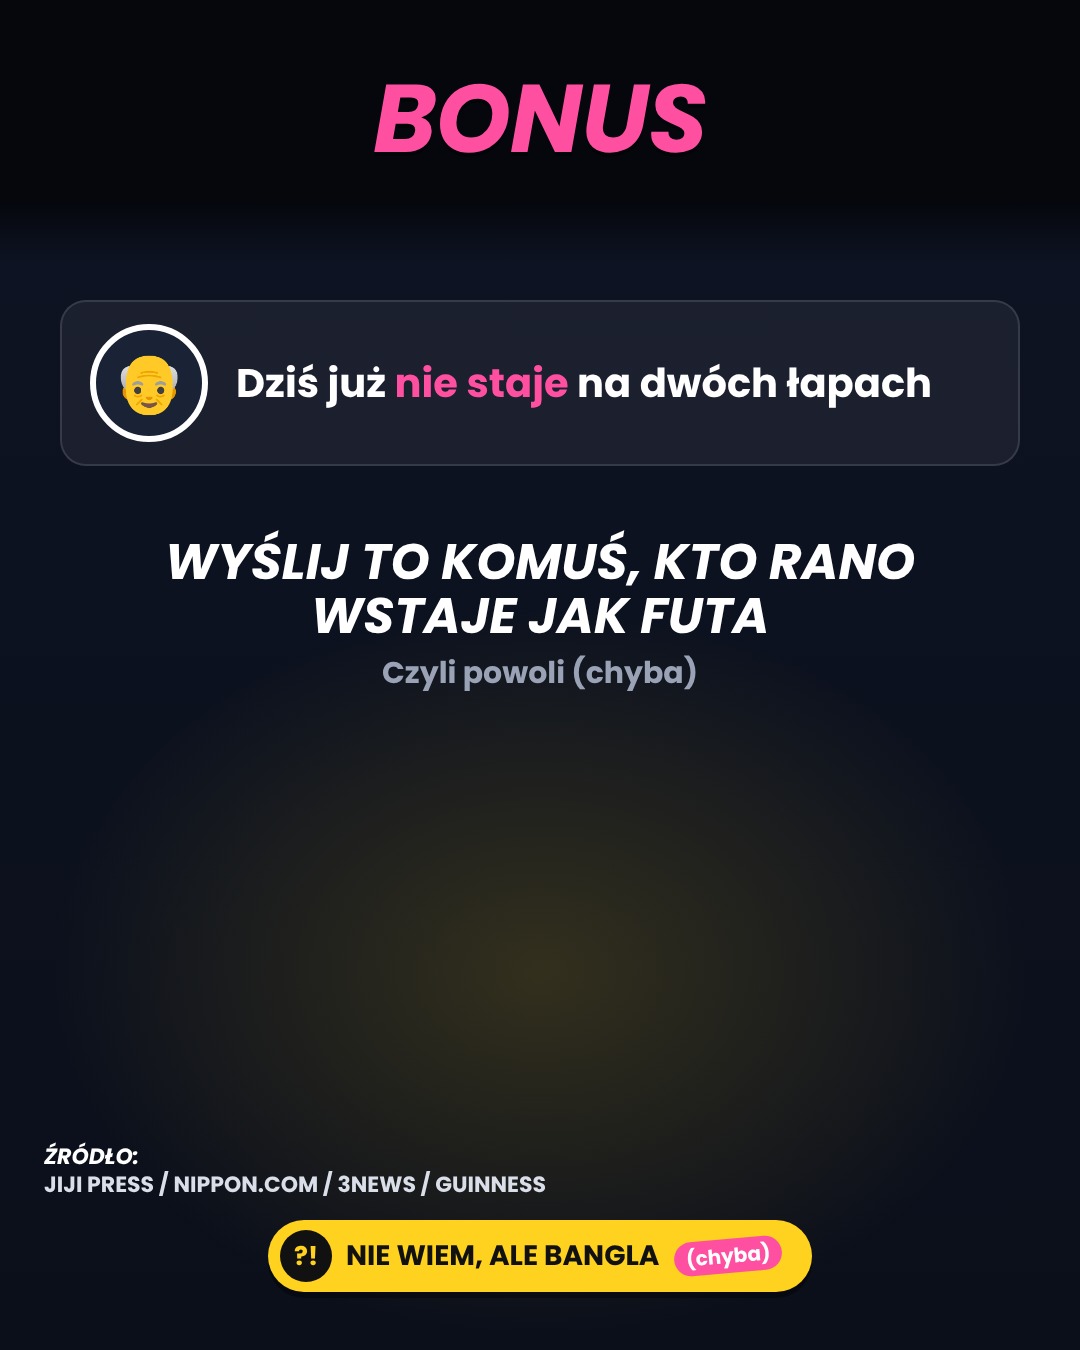 BONUS
Dziś już nie staje na dwóch łapach
WYŚLIJ TO KOMUŚ, KTO RANO
WSTAJE JAK FUTA
Czyli powoli (chyba)
ŹRÓDŁO:
JIJI PRESS / NIPPON.COM / 3NEWS / GUINNESS
?! NIE WIEM, ALE BANGLA (chyba)